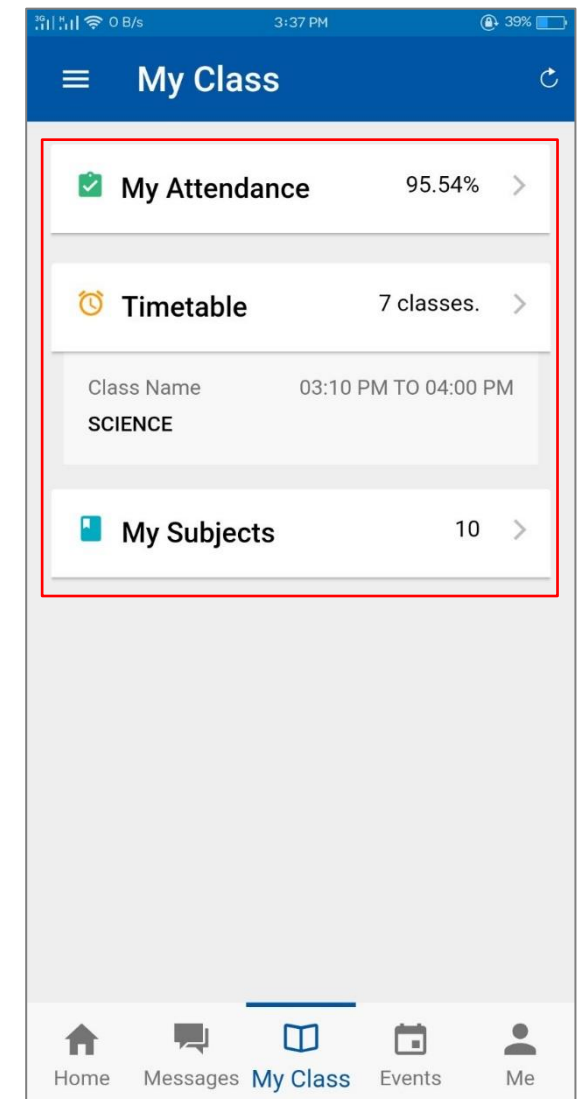 3G 0 B/s 3:37 PM 39%
My Class
My Attendance 95.54%
Timetable 7 classes.
Class Name 03:10 PM TO 04:00 PM
SCIENCE
My Subjects 10
Home Messages My Class Events Me